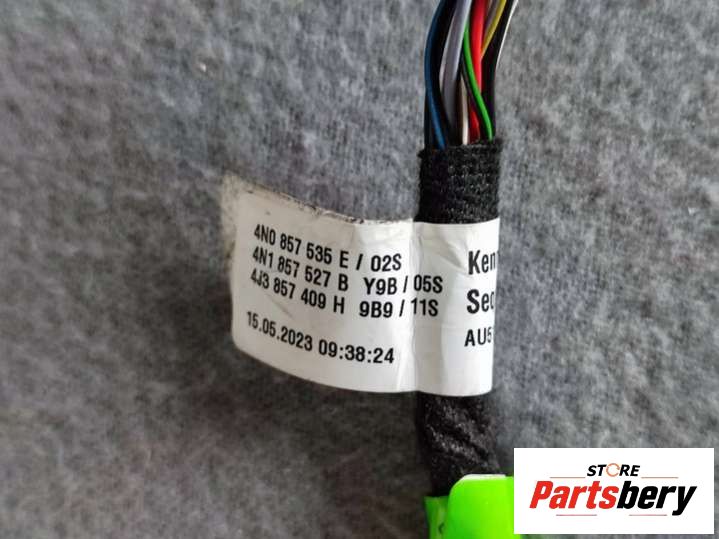 4N0 857 535 E / 02S
4N1 857 527 B Y9B / 05S
4J3 857 409 H 9B9 / 11S
15.05.2023 09:38:24
STORE
Partsbery